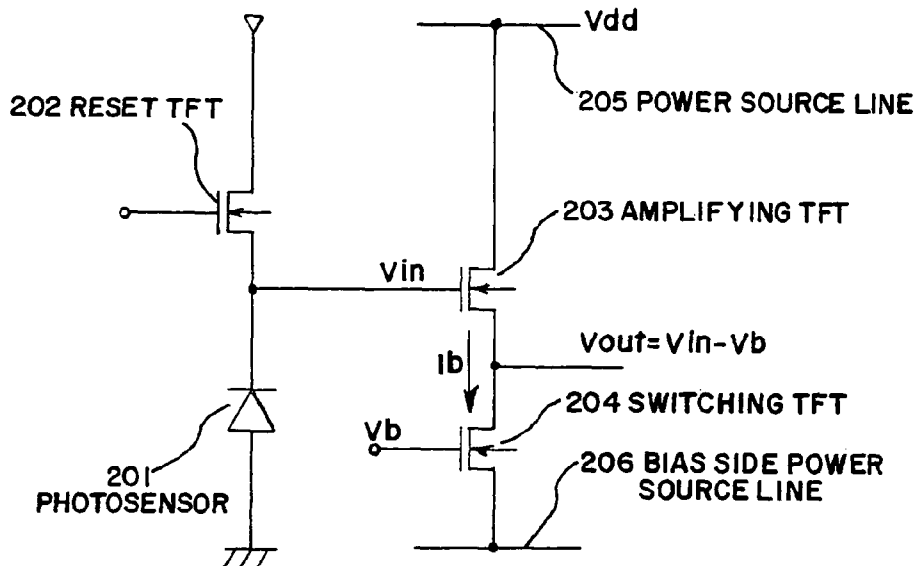 Vdd
205 POWER SOURCE LINE
202 RESET TFT
203 AMPLIFYING TFT
Vin
Vout=Vin-Vb
Ib
204 SWITCHING TFT
Vb
206 BIAS SIDE POWER
SOURCE LINE
201
PHOTOSENSOR